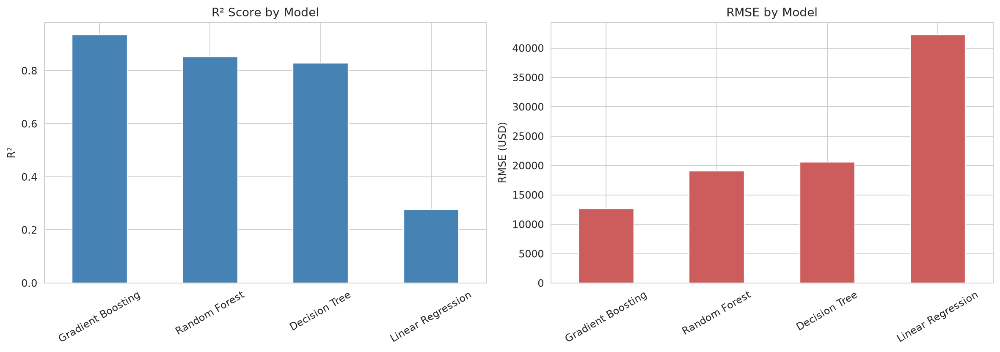 R² Score by Model
R²
0.8
0.6
0.4
0.2
0.0
Gradient Boosting
Random Forest
Decision Tree
Linear Regression
RMSE by Model
RMSE (USD)
40000
35000
30000
25000
20000
15000
10000
5000
0
Gradient Boosting
Random Forest
Decision Tree
Linear Regression